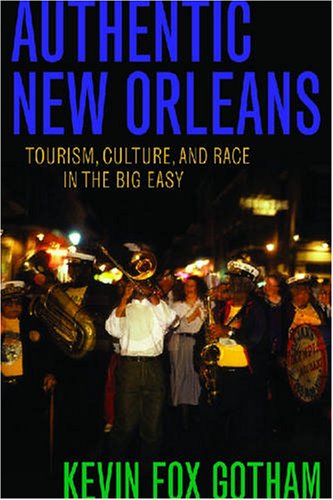 AUTHENTIC
NEW ORLEANS
TOURISM, CULTURE, AND RACE
IN THE BIG EASY
KEVIN FOX GOTHAM